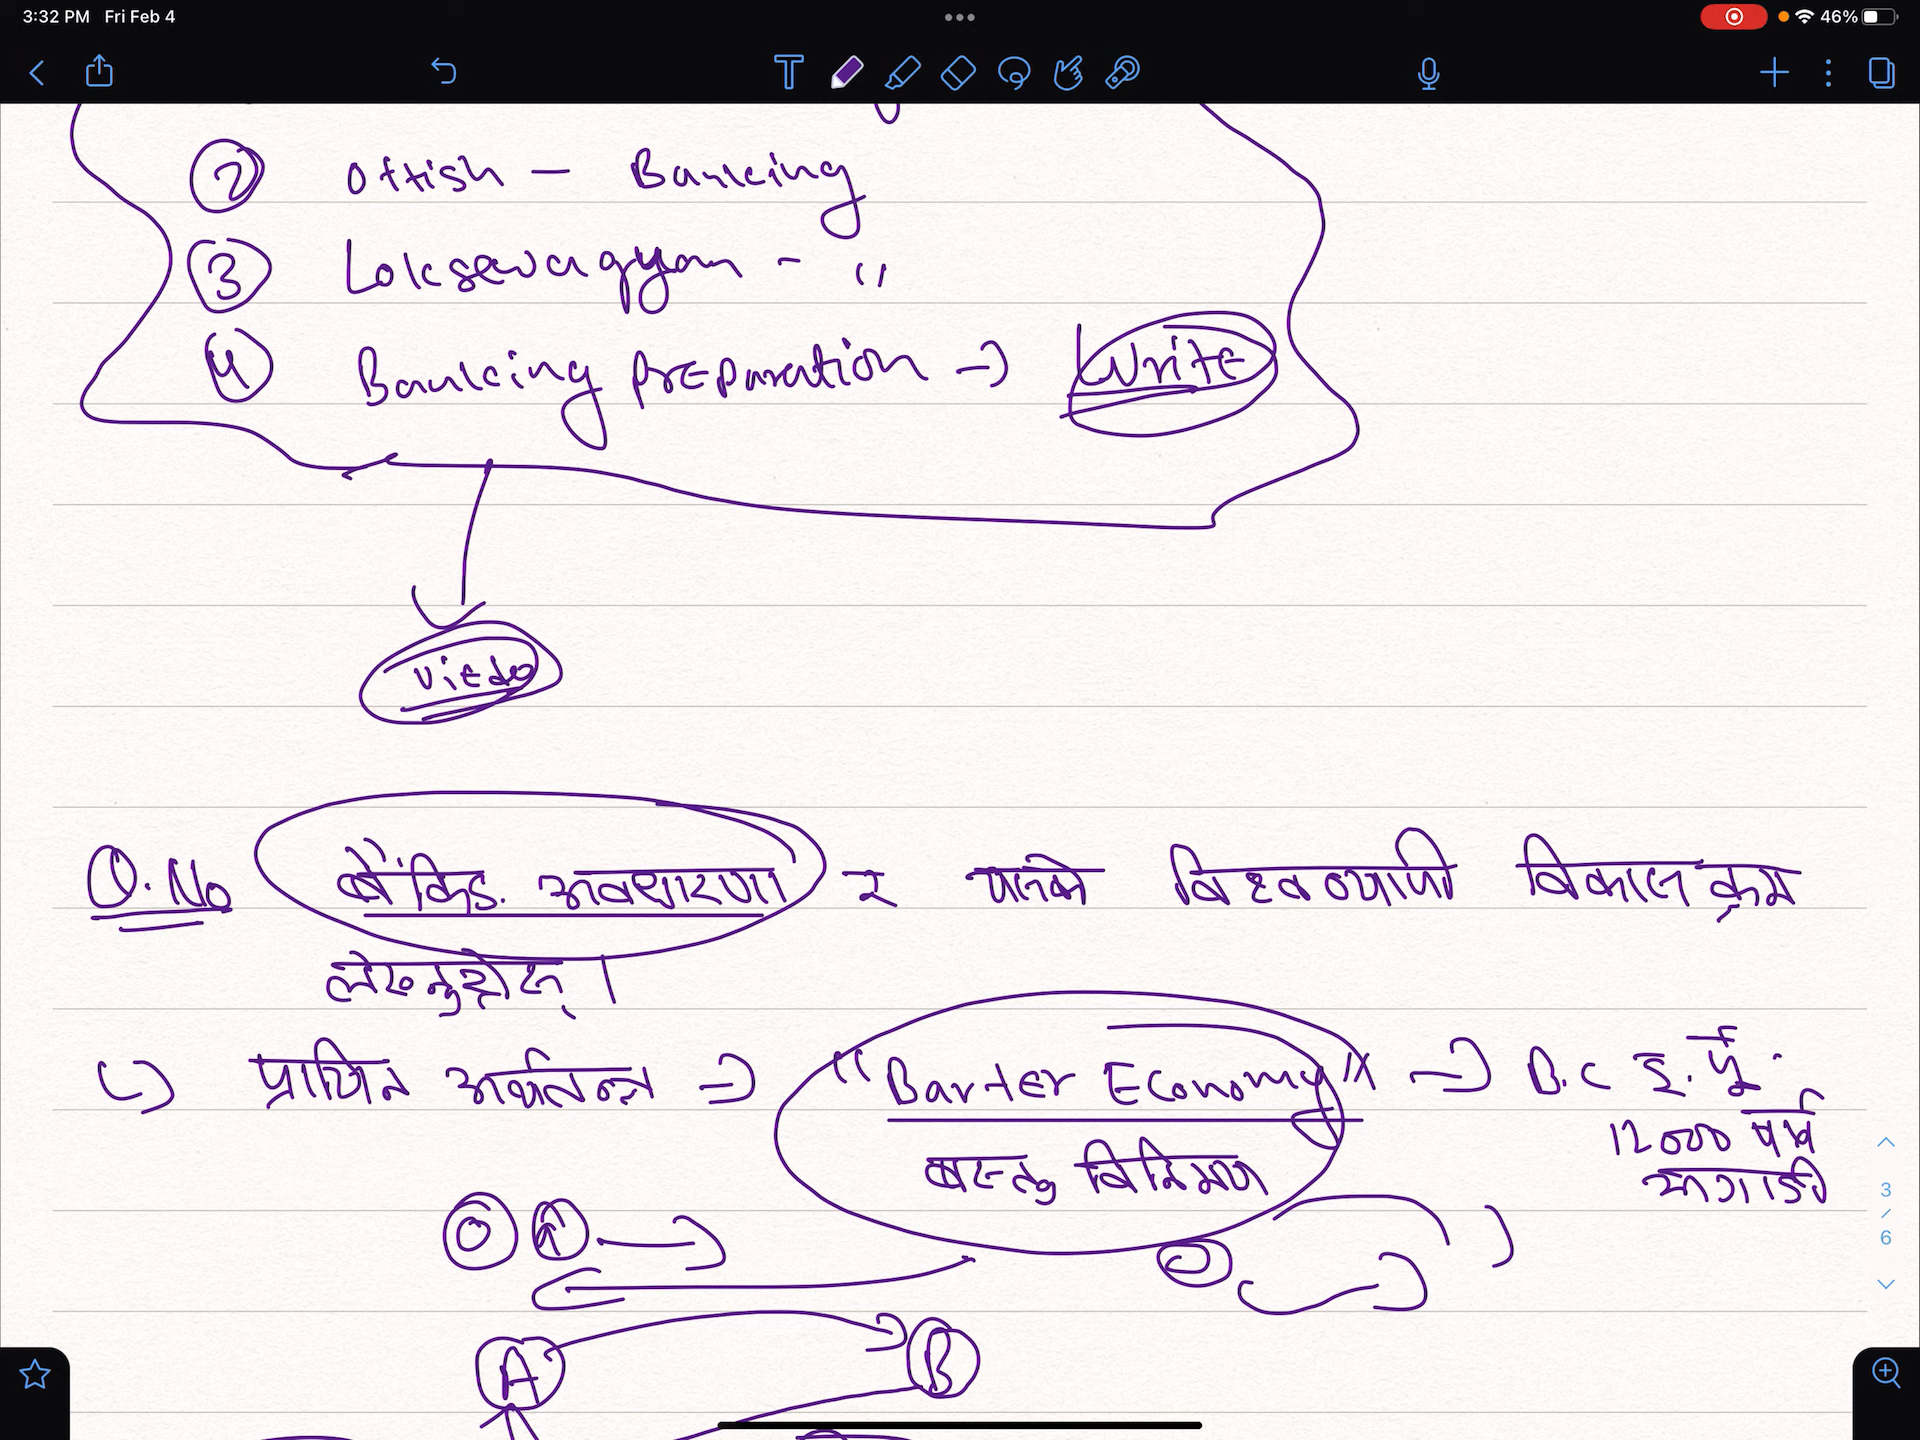 3:32 PM Fri Feb 4
46%
2 Offish - Banking
3 Loksewagyan - "
4 Banking preparation → Write
Viedo
Q.No बैंकिङ अवधारणा र यसको विश्वव्यापी विकासक्रम
लेख्नुहोस् ।
प्राचिन अर्थतन्त्र → "Barter Economy" → B.C ई.पू.
12000 वर्ष
वस्तु विनिमय
अगाडी
A
A B
3
/
6